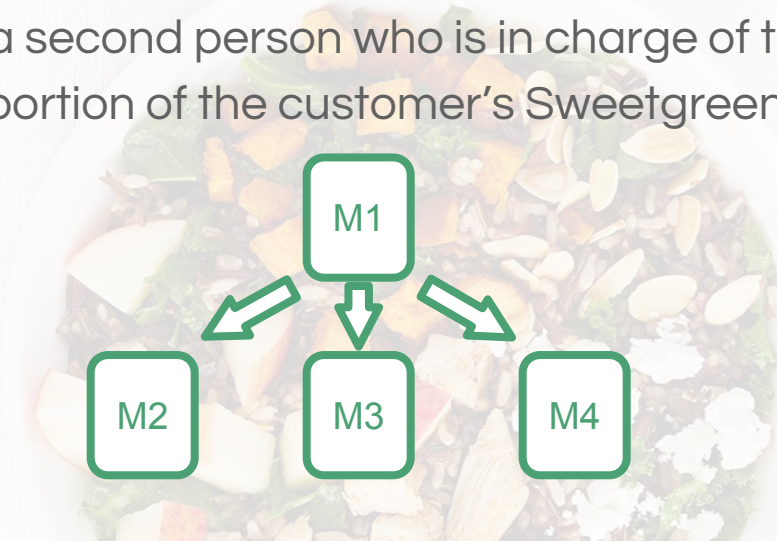 a second person who is in charge of t
portion of the customer's Sweetgreen
M1
M2 M3 M4